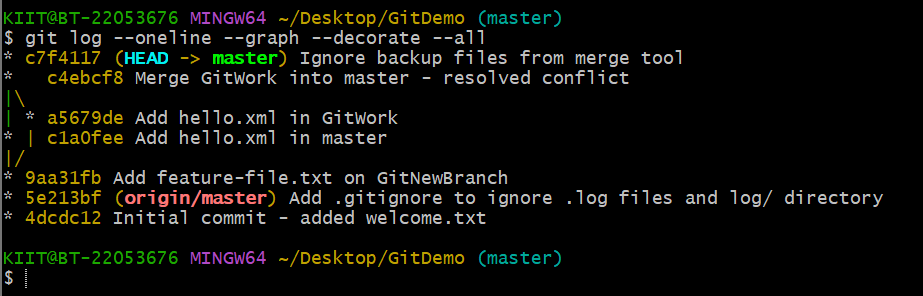 KIIT@BT-22053676 MINGW64 ~/Desktop/GitDemo (master)
$ git log --oneline --graph --decorate --all
* c7f4117 (HEAD -> master) Ignore backup files from merge tool
*   c4ebcf8 Merge GitWork into master - resolved conflict
|\
| * a5679de Add hello.xml in GitWork
* | c1a0fee Add hello.xml in master
|/
* 9aa31fb Add feature-file.txt on GitNewBranch
* 5e213bf (origin/master) Add .gitignore to ignore .log files and log/ directory
* 4dcdc12 Initial commit - added welcome.txt
KIIT@BT-22053676 MINGW64 ~/Desktop/GitDemo (master)
$